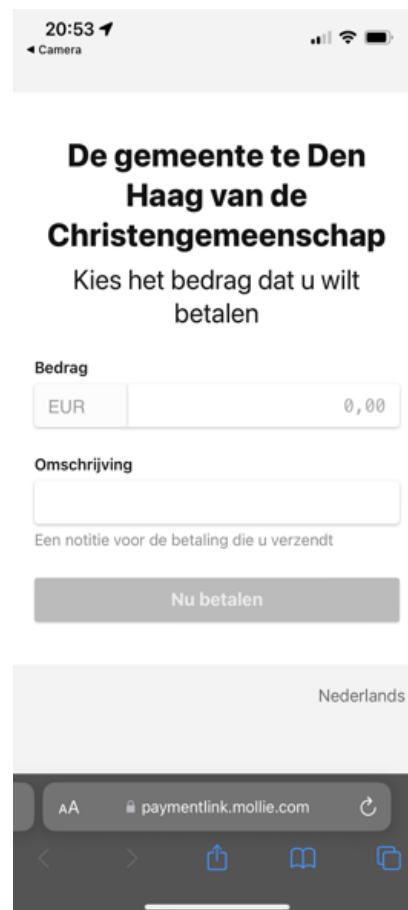 20:53
◀ Camera
De gemeente te Den
Haag van de
Christengemeenschap
Kies het bedrag dat u wilt
betalen
Bedrag
EUR 0,00
Omschrijving
Een notitie voor de betaling die u verzendt
Nu betalen
Nederlands
AA paymentlink.mollie.com